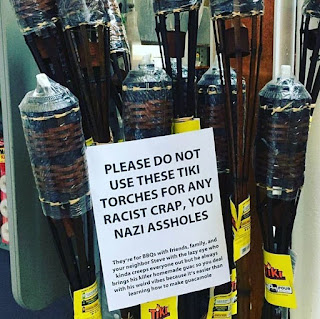 PLEASE DO NOT
USE THESE TIKI
TORCHES FOR ANY
RACIST CRAP, YOU
NAZI ASSHOLES
They're for BBQs with friends, family, and
your neighbor Steve with the lazy eye who
kinda creeps everyone out but he always
brings his killer homemade guac so you deal
with his weird vibes because it's easier than
learning how to make guacamole
TIKI
TIKI
TIKI